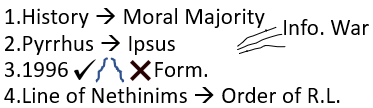 1.History → Moral Majority
Info. War
2.Pyrrhus → Ipsus
3.1996 ✓ ✗ Form.
4.Line of Nethinims → Order of R.L.